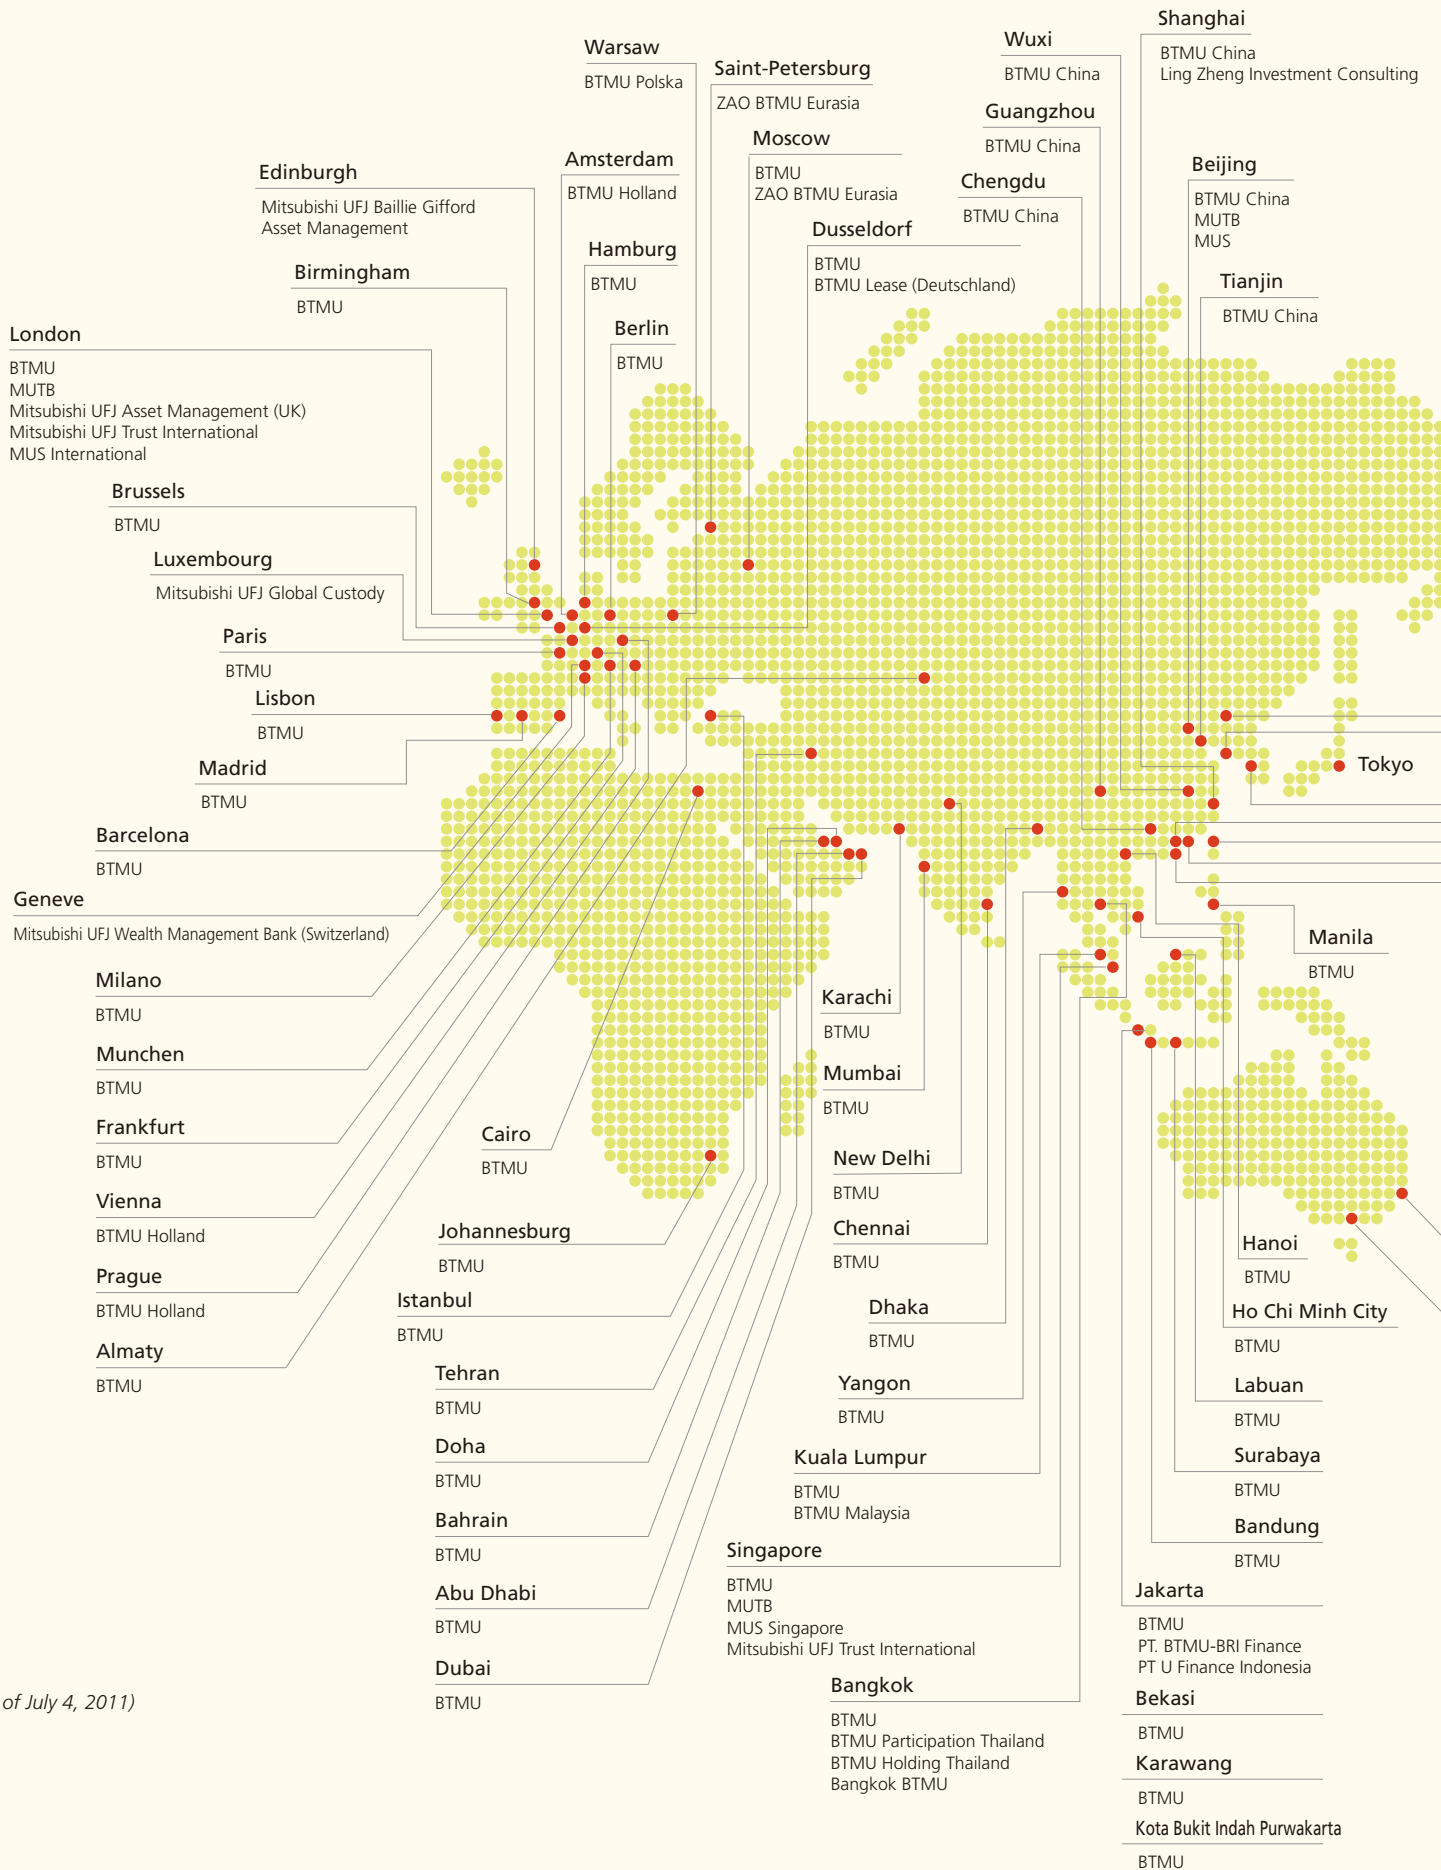 Shanghai
BTMU China
Ling Zheng Investment Consulting
Wuxi
BTMU China
Warsaw
BTMU Polska
Saint-Petersburg
ZAO BTMU Eurasia
Guangzhou
BTMU China
Moscow
BTMU
ZAO BTMU Eurasia
Amsterdam
BTMU Holland
Beijing
BTMU China
MUTB
MUS
Edinburgh
Mitsubishi UFJ Baillie Gifford
Asset Management
Chengdu
BTMU China
Dusseldorf
BTMU
BTMU Lease (Deutschland)
Hamburg
BTMU
Birmingham
BTMU
Tianjin
BTMU China
London
BTMU
MUTB
Mitsubishi UFJ Asset Management (UK)
Mitsubishi UFJ Trust International
MUS International
Berlin
BTMU
Brussels
BTMU
Luxembourg
Mitsubishi UFJ Global Custody
Paris
BTMU
Lisbon
BTMU
Madrid
BTMU
Tokyo
Barcelona
BTMU
Geneve
Mitsubishi UFJ Wealth Management Bank (Switzerland)
Manila
BTMU
Milano
BTMU
Karachi
BTMU
Munchen
BTMU
Mumbai
BTMU
Frankfurt
BTMU
Cairo
BTMU
New Delhi
BTMU
Vienna
BTMU Holland
Johannesburg
BTMU
Chennai
BTMU
Hanoi
BTMU
Prague
BTMU Holland
Istanbul
BTMU
Dhaka
BTMU
Ho Chi Minh City
BTMU
Almaty
BTMU
Tehran
BTMU
Yangon
BTMU
Labuan
BTMU
Doha
BTMU
Kuala Lumpur
BTMU
BTMU Malaysia
Surabaya
BTMU
Bahrain
BTMU
Bandung
BTMU
Singapore
BTMU
MUTB
MUS Singapore
Mitsubishi UFJ Trust International
Abu Dhabi
BTMU
Jakarta
BTMU
PT. BTMU-BRI Finance
PT U Finance Indonesia
Dubai
BTMU
Bangkok
BTMU
BTMU Participation Thailand
BTMU Holding Thailand
Bangkok BTMU
of July 4, 2011)
Bekasi
BTMU
Karawang
BTMU
Kota Bukit Indah Purwakarta
BTMU